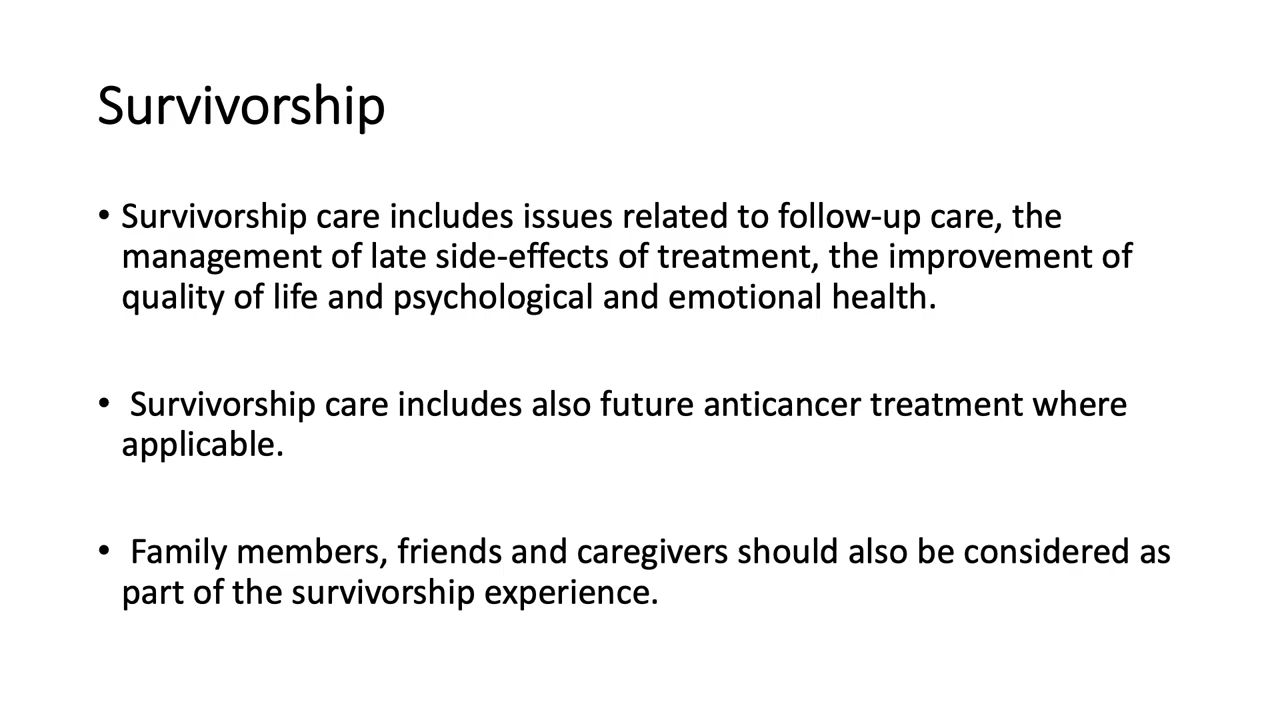 Survivorship
• Survivorship care includes issues related to follow-up care, the
management of late side-effects of treatment, the improvement of
quality of life and psychological and emotional health.
• Survivorship care includes also future anticancer treatment where
applicable.
• Family members, friends and caregivers should also be considered as
part of the survivorship experience.